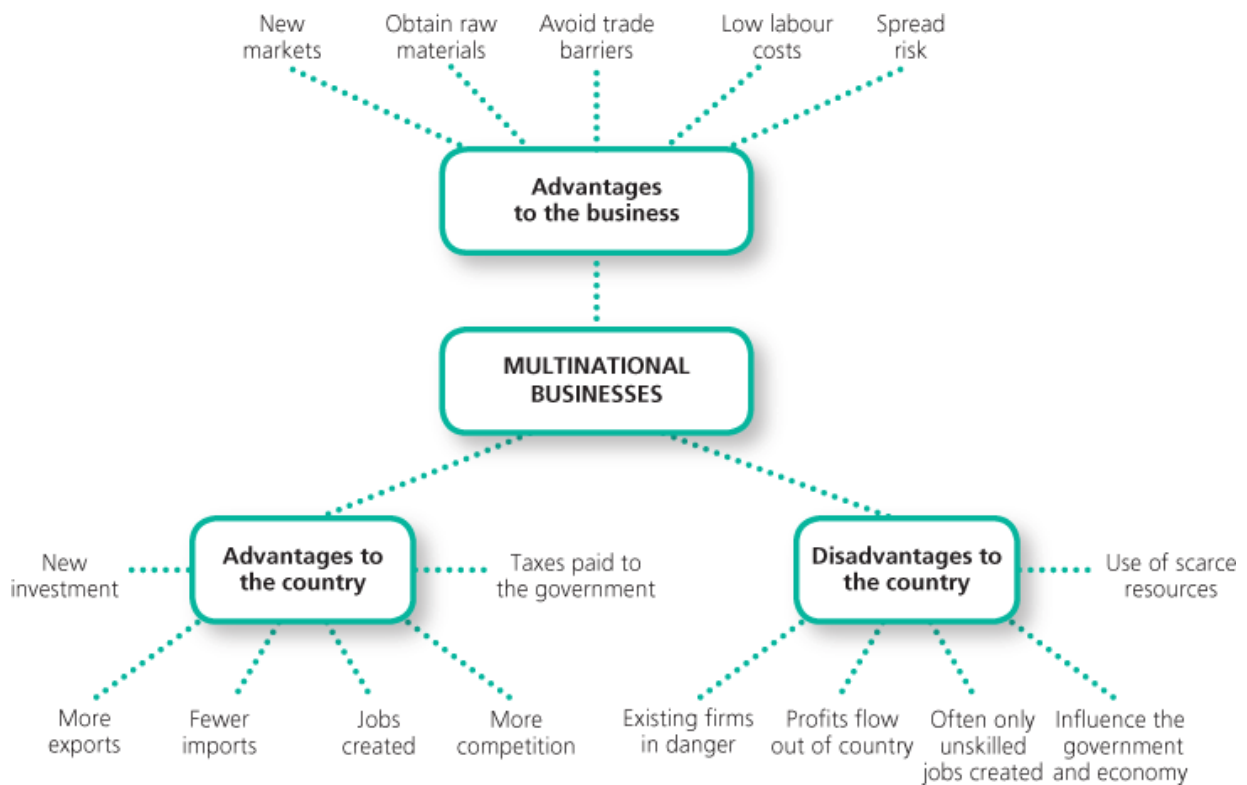 New
markets
Obtain raw
materials
Avoid trade
barriers
Low labour
costs
Spread
risk
Advantages
to the business
MULTINATIONAL
BUSINESSES
New
investment
Advantages to
the country
Taxes paid to
the government
More
exports
Fewer
imports
Jobs
created
More
competition
Disadvantages to
the country
Use of scarce
resources
Existing firms
in danger
Profits flow
out of country
Often only
unskilled
jobs created
Influence the
government
and economy